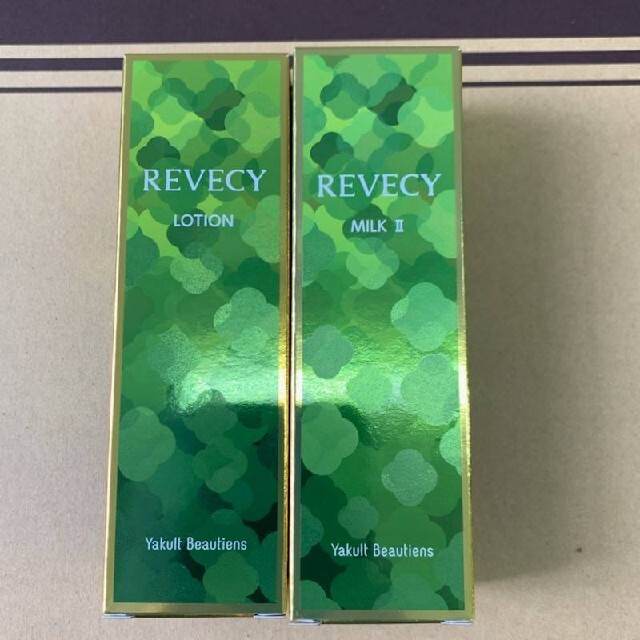 REVECY
LOTION
Yakult Beautiens
REVECY
MILK Ⅱ
Yakult Beautiens